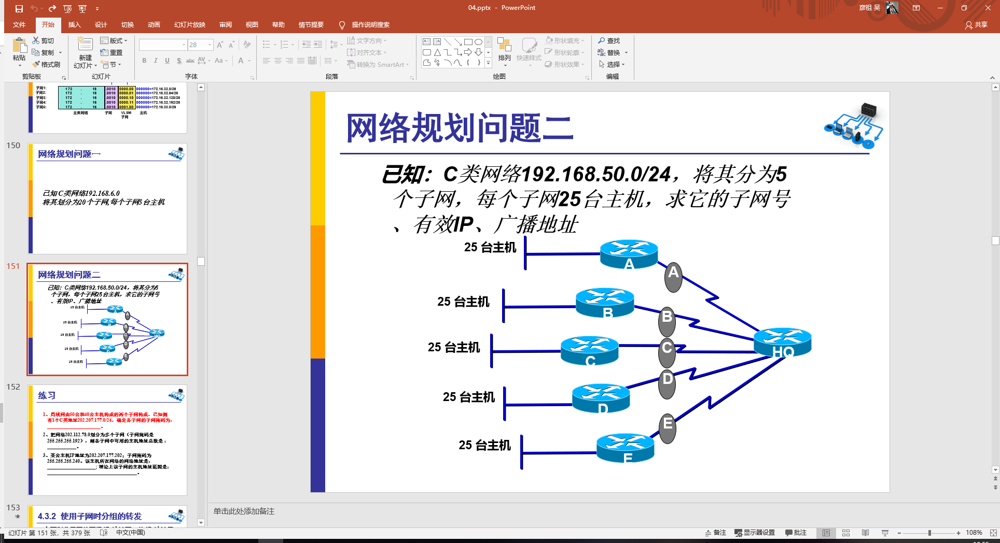 04.pptx - PowerPoint
彦祖 吴
文件 开始 插入 设计 切换 动画 幻灯片放映 审阅 视图 帮助 情节提要 操作说明搜索 共享
粘贴 剪切 复制 格式刷
新建 幻灯片 版式 重置 节
28
B I U S abc AV Aa A
文字方向 对齐文本 转换为 SmartArt
排列 快速样式 形状填充 形状轮廓 形状效果
查找 替换 选择
剪贴板 幻灯片 字体 段落 绘图 编辑
子网1: 172 . 16 .0010 0000.00 000000=172.16.32.0/26
子网2: 172 . 16 .0010 0000.01 000000=172.16.32.64/26
子网3: 172 . 16 .0010 0000.10 000000=172.16.32.128/26
子网4: 172 . 16 .0010 0000.11 000000=172.16.32.192/26
子网5: 172 . 16 .0010 0001.00 000000=172.16.33.0/26
主类网络 子网 VLSM 主机
子网
150
网络规划问题一
已知C类网络192.168.6.0
将其划分为20个子网,每个子网5台主机
151
网络规划问题二
已知：C类网络192.168.50.0/24，将其分为5
个子网，每个子网25台主机，求它的子网号
、有效IP、广播地址
25 台主机 A A
25 台主机 B B
25 台主机 C C HQ
25 台主机 D D
25 台主机 E E
152
练习
1、局域网由50台和40台主机构成的两个子网构成，已知拥
有1个C类地址202.207.177.0/24。确定各子网的子网掩码为：
。
2、把网络202.112.78.0划分为多个子网（子网掩码是
255.255.255.192），则各子网中可用的主机地址总数是：
。
3、某台主机IP地址为202.207.177.202；子网掩码为
255.255.255.240。该主机所在网络的网络地址是：
; 理论上该子网的主机地址范围是：
。
153
4.3.2 使用子网时分组的转发
网络规划问题二
已知：C类网络192.168.50.0/24，将其分为5
个子网，每个子网25台主机，求它的子网号
、有效IP、广播地址
25 台主机 A A
25 台主机 B B
25 台主机 C C HQ
25 台主机 D D
25 台主机 E E
单击此处添加备注
幻灯片 第 151 张，共 379 张 中文(中国) 备注 显示器设置 批注 108%